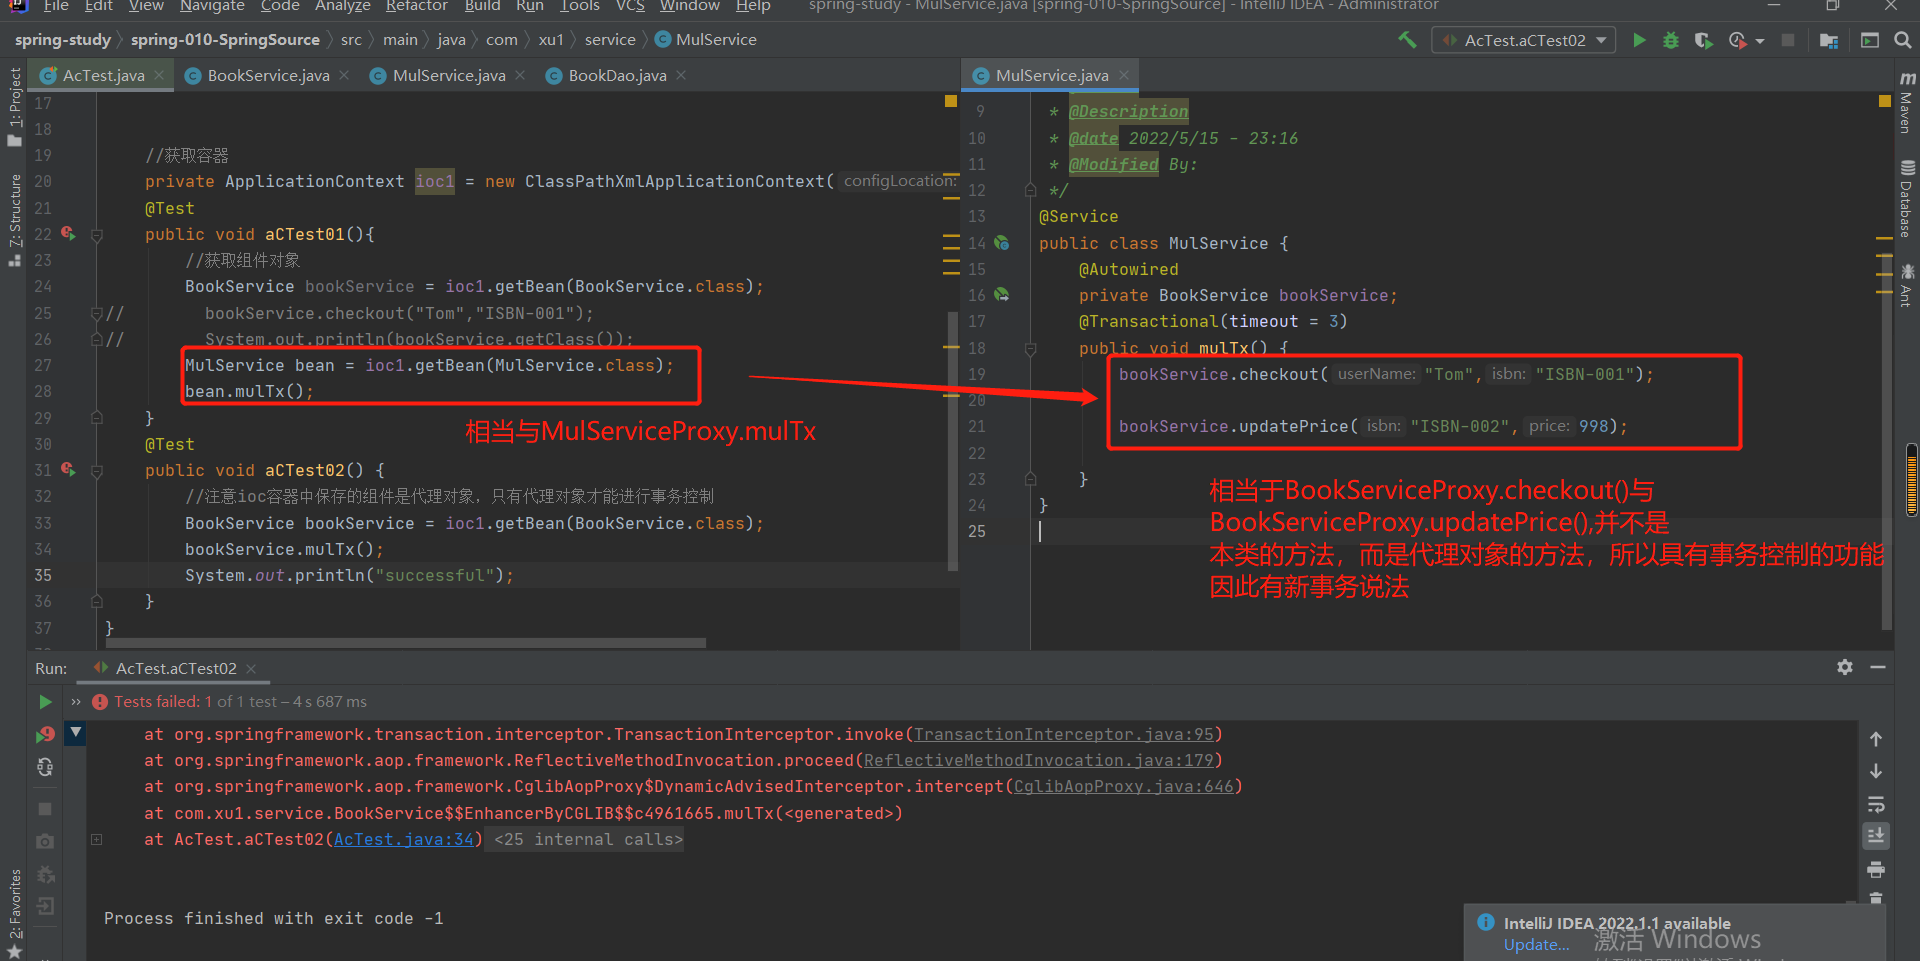 File Edit View Navigate Code Analyze Refactor Build Run Tools VCS Window Help spring-study - MulService.java [spring-010-SpringSource] - IntelliJ IDEA - Administrator
spring-study spring-010-SpringSource src main java com xu1 service MulService AcTest.aCTest02
AcTest.java BookService.java MulService.java BookDao.java
17
18
19 //获取容器
20 private ApplicationContext ioc1 = new ClassPathXmlApplicationContext( configLocation:
21 @Test
22 public void aCTest01(){
23 //获取组件对象
24 BookService bookService = ioc1.getBean(BookService.class);
25 // bookService.checkout("Tom","ISBN-001");
26 // System.out.println(bookService.getClass());
27 MulService bean = ioc1.getBean(MulService.class);
28 bean.mulTx();
29 }
30 @Test
31 public void aCTest02() {
32 //注意ioc容器中保存的组件是代理对象，只有代理对象才能进行事务控制
33 BookService bookService = ioc1.getBean(BookService.class);
34 bookService.mulTx();
35 System.out.println("successful");
36 }
37 }
相当与MulServiceProxy.mulTx
MulService.java
9 * @Description
10 * @date 2022/5/15 - 23:16
11 * @Modified By:
12 */
13 @Service
14 public class MulService {
15 @Autowired
16 private BookService bookService;
17 @Transactional(timeout = 3)
18 public void mulTx() {
19 bookService.checkout( userName: "Tom", isbn: "ISBN-001");
20
21 bookService.updatePrice( isbn: "ISBN-002", price: 998);
22
23 }
24 }
25
相当于BookServiceProxy.checkout()与
BookServiceProxy.updatePrice(),并不是
本类的方法，而是代理对象的方法，所以具有事务控制的功能
因此有新事务说法
1: Project
7: Structure
2: Favorites
Maven
Database
Ant
Run: AcTest.aCTest02
Tests failed: 1 of 1 test – 4 s 687 ms
at org.springframework.transaction.interceptor.TransactionInterceptor.invoke(TransactionInterceptor.java:95)
at org.springframework.aop.framework.ReflectiveMethodInvocation.proceed(ReflectiveMethodInvocation.java:179)
at org.springframework.aop.framework.CglibAopProxy$DynamicAdvisedInterceptor.intercept(CglibAopProxy.java:646)
at com.xu1.service.BookService$$EnhancerByCGLIB$$c4961665.mulTx(<generated>)
at AcTest.aCTest02(AcTest.java:34) <25 internal calls>
Process finished with exit code -1
IntelliJ IDEA 2022.1.1 available
Update...
激活 Windows